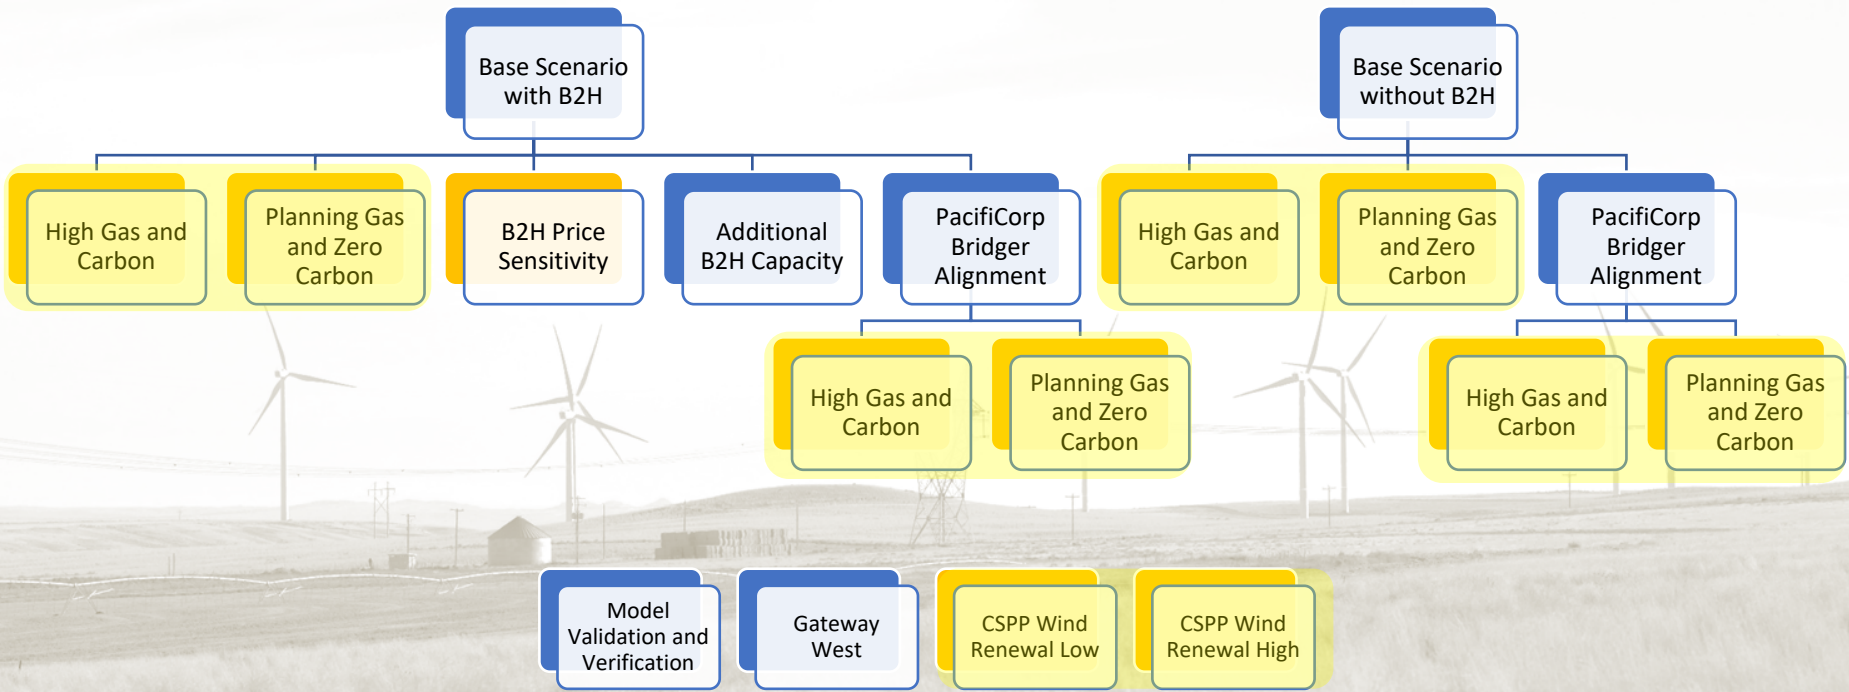 Base Scenario
with B2H
Base Scenario
without B2H
High Gas and
Carbon
Planning Gas
and Zero
Carbon
B2H Price
Sensitivity
Additional
B2H Capacity
PacifiCorp
Bridger
Alignment
High Gas and
Carbon
Planning Gas
and Zero
Carbon
PacifiCorp
Bridger
Alignment
High Gas and
Carbon
Planning Gas
and Zero
Carbon
High Gas and
Carbon
Planning Gas
and Zero
Carbon
Model
Validation and
Verification
Gateway
West
CSPP Wind
Renewal Low
CSPP Wind
Renewal High